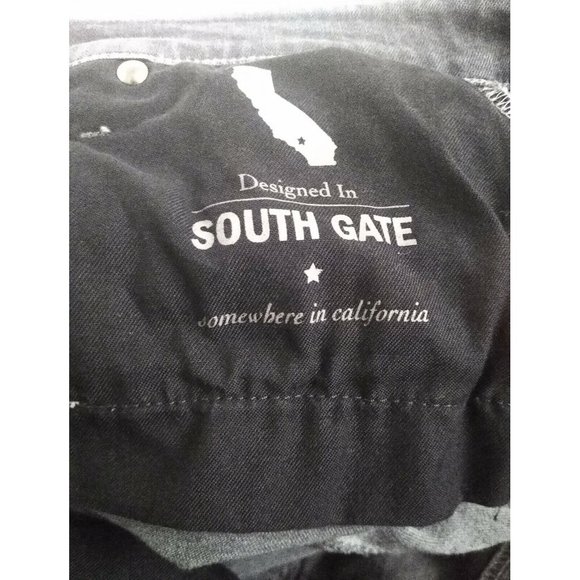 Designed In
SOUTH GATE
somewhere in california